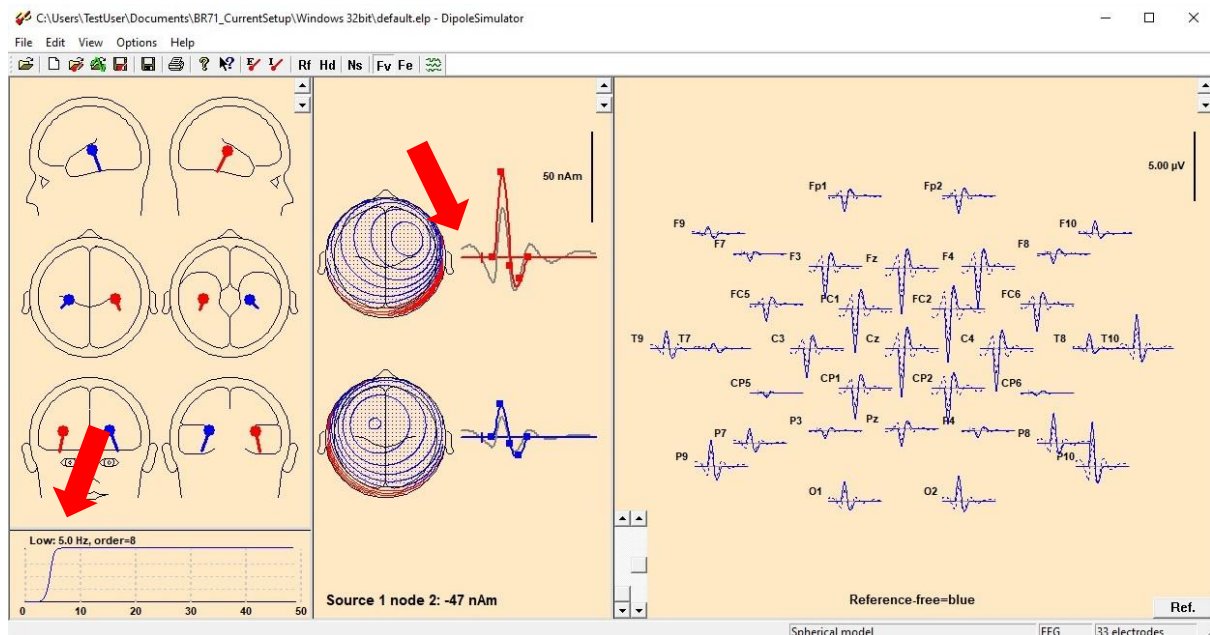 C:\Users\TestUser\Documents\BR71_CurrentSetup\Windows 32bit\default.elp - DipoleSimulator
File Edit View Options Help
Rf Hd Ns Fv Fe
50 nAm
5.00 µV
Fp1 Fp2
F9 F10
F7 F8
F3 Fz F4
FC5 FC1 FC2 FC6
T9 T7 C3 Cz C4 T8 T10
CP5 CP1 CP2 CP6
P7 P3 Pz P8
P9 P10
O1 O2
Low: 5.0 Hz, order=8
0 10 20 30 40 50
Source 1 node 2: -47 nAm
Reference-free=blue
Ref.
Spherical model EEG 33 electrodes